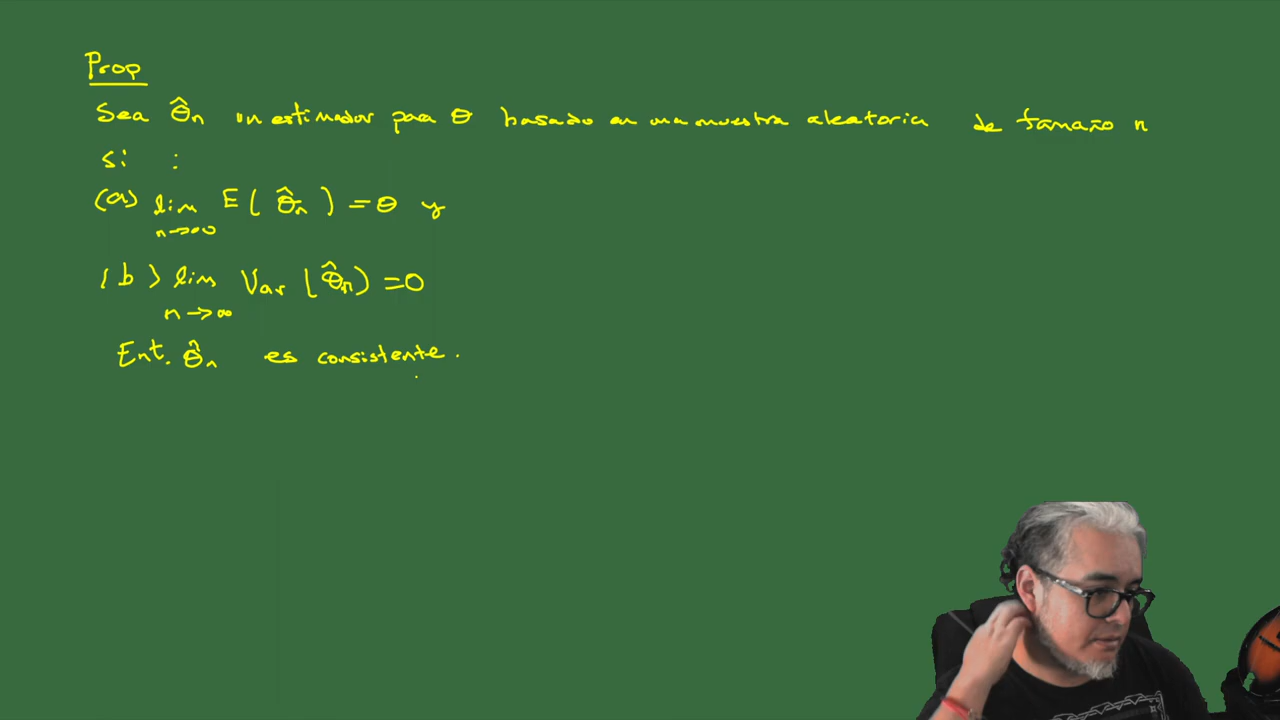 Prop
Sea θ̂n un estimador para θ basado en una muestra aleatoria de tamaño n
si :
(a) lim E( θ̂n ) = θ y
n→∞
(b) lim Var (θ̂n) = 0
n→∞
Ent. θ̂n es consistente.